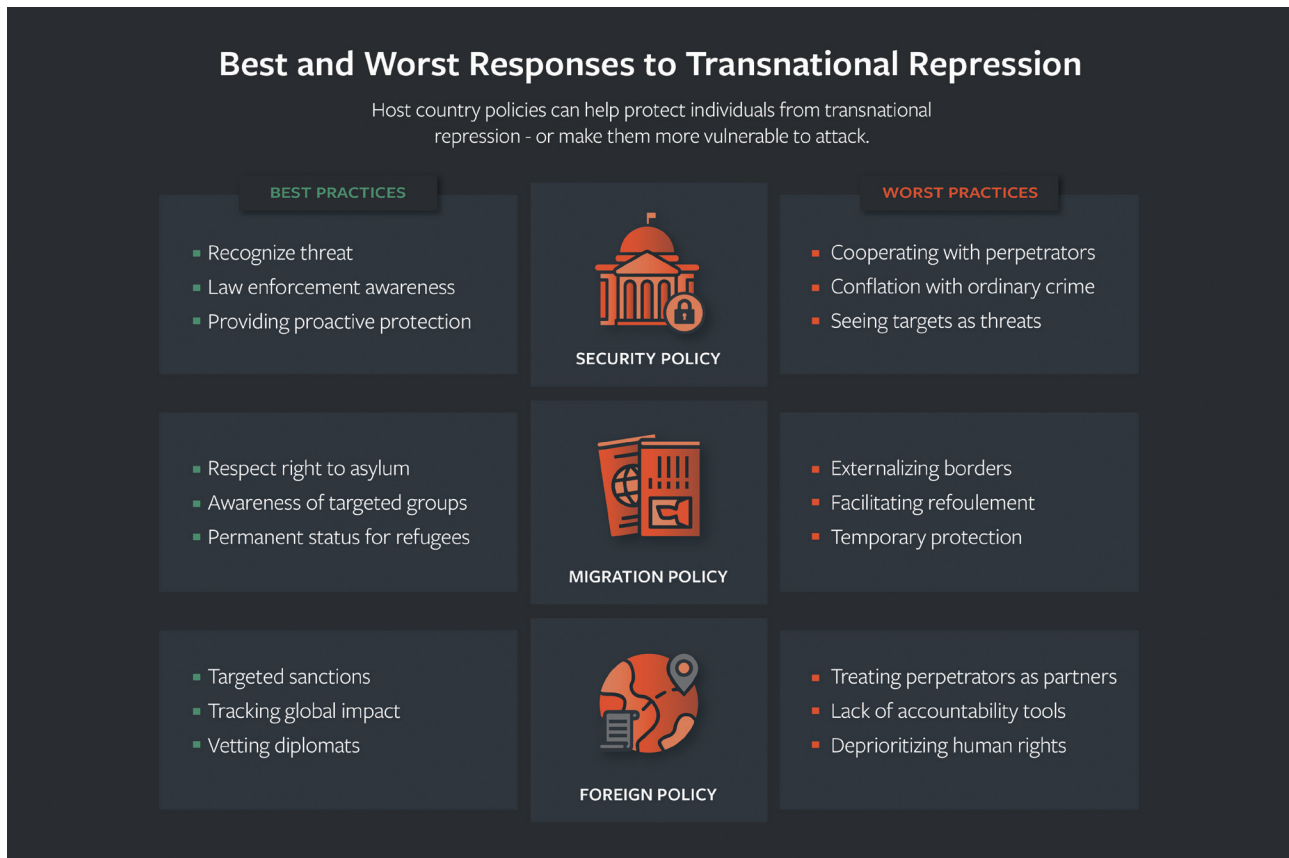 Best and Worst Responses to Transnational Repression
Host country policies can help protect individuals from transnational
repression - or make them more vulnerable to attack.
BEST PRACTICES
WORST PRACTICES
Recognize threat
Law enforcement awareness
Providing proactive protection
SECURITY POLICY
Cooperating with perpetrators
Conflation with ordinary crime
Seeing targets as threats
Respect right to asylum
Awareness of targeted groups
Permanent status for refugees
MIGRATION POLICY
Externalizing borders
Facilitating refoulement
Temporary protection
Targeted sanctions
Tracking global impact
Vetting diplomats
FOREIGN POLICY
Treating perpetrators as partners
Lack of accountability tools
Deprioritizing human rights